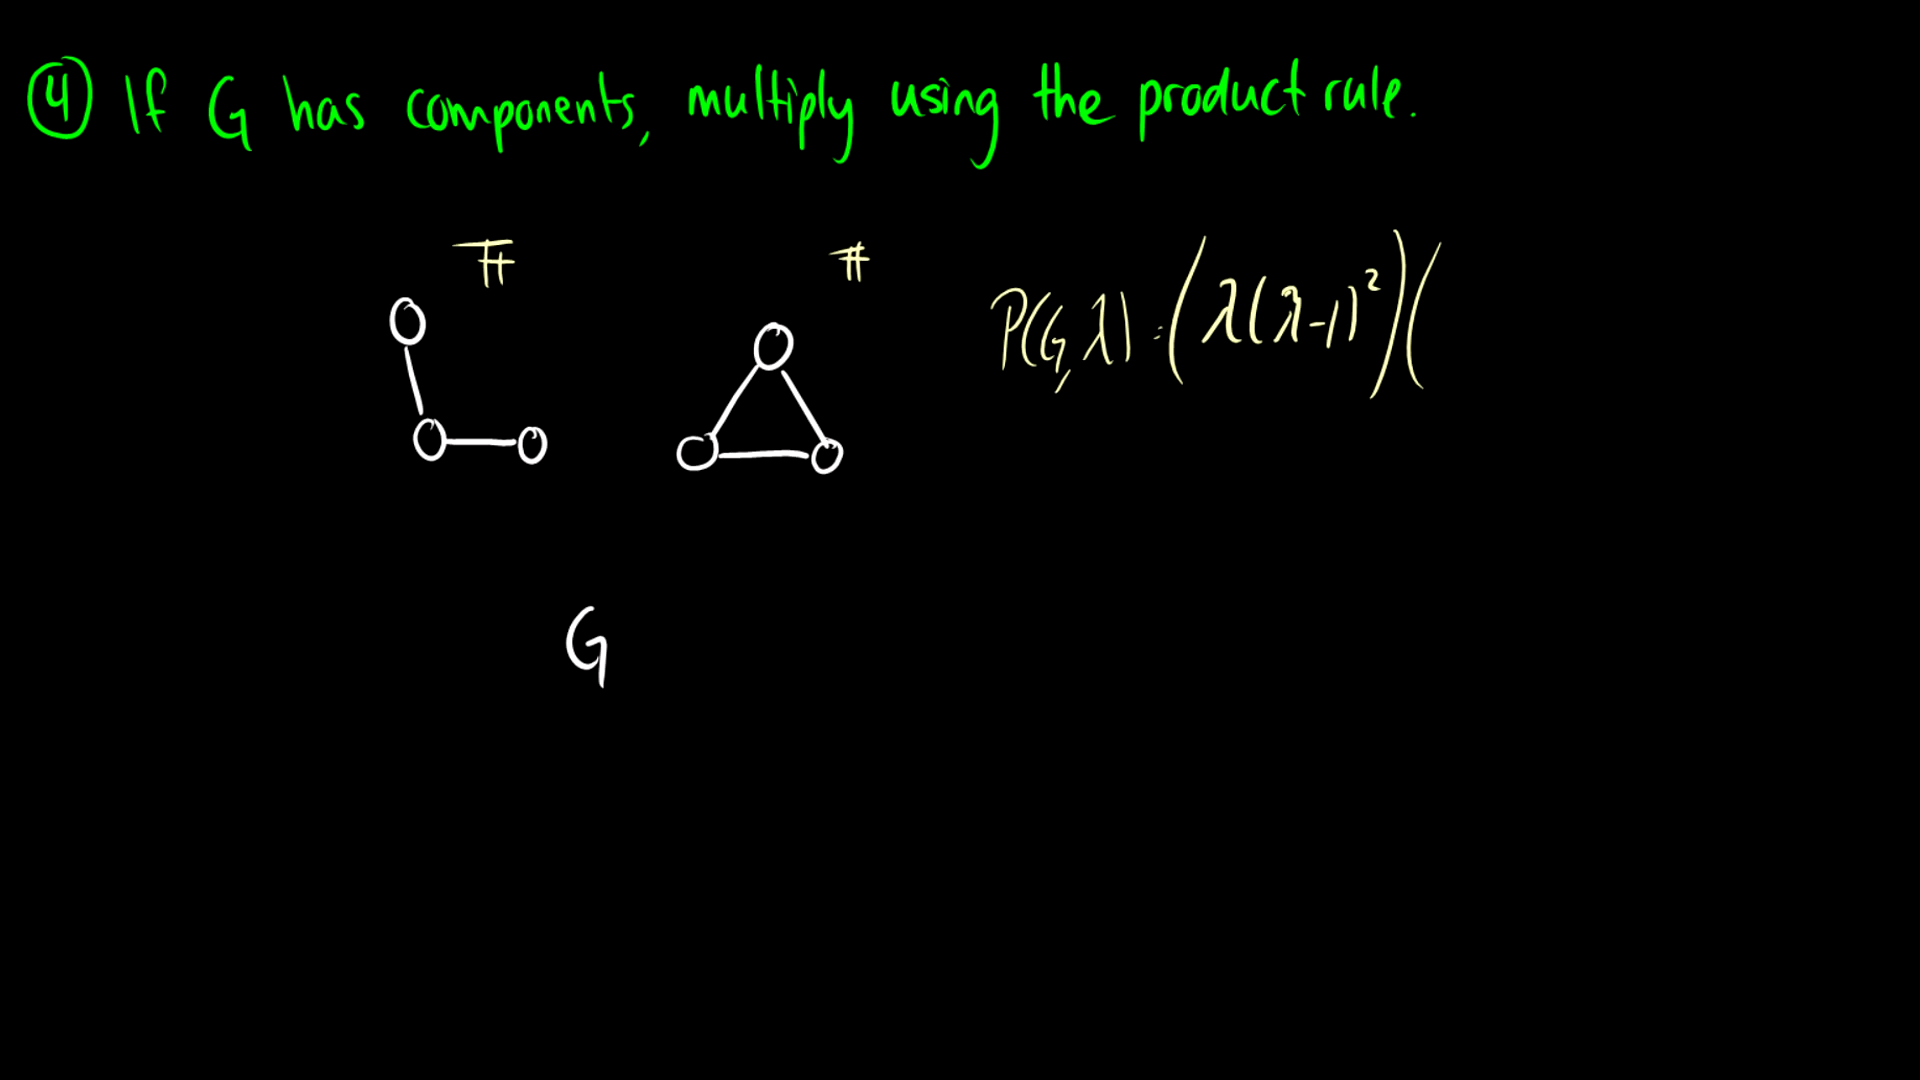 ④ If G has components, multiply using the product rule.
# #
P(G, λ) = (λ(λ-1)²)(
G